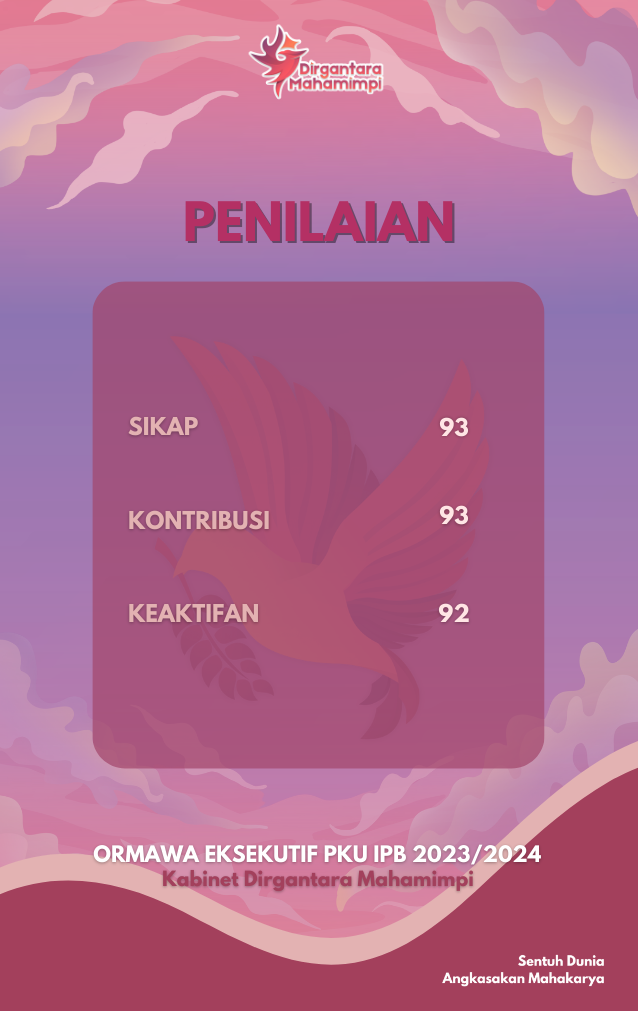 Dirgantara
Mahamimpi
PENILAIAN
SIKAP 93
KONTRIBUSI 93
KEAKTIFAN 92
ORMAWA EKSEKUTIF PKU IPB 2023/2024
Kabinet Dirgantara Mahamimpi
Sentuh Dunia
Angkasakan Mahakarya